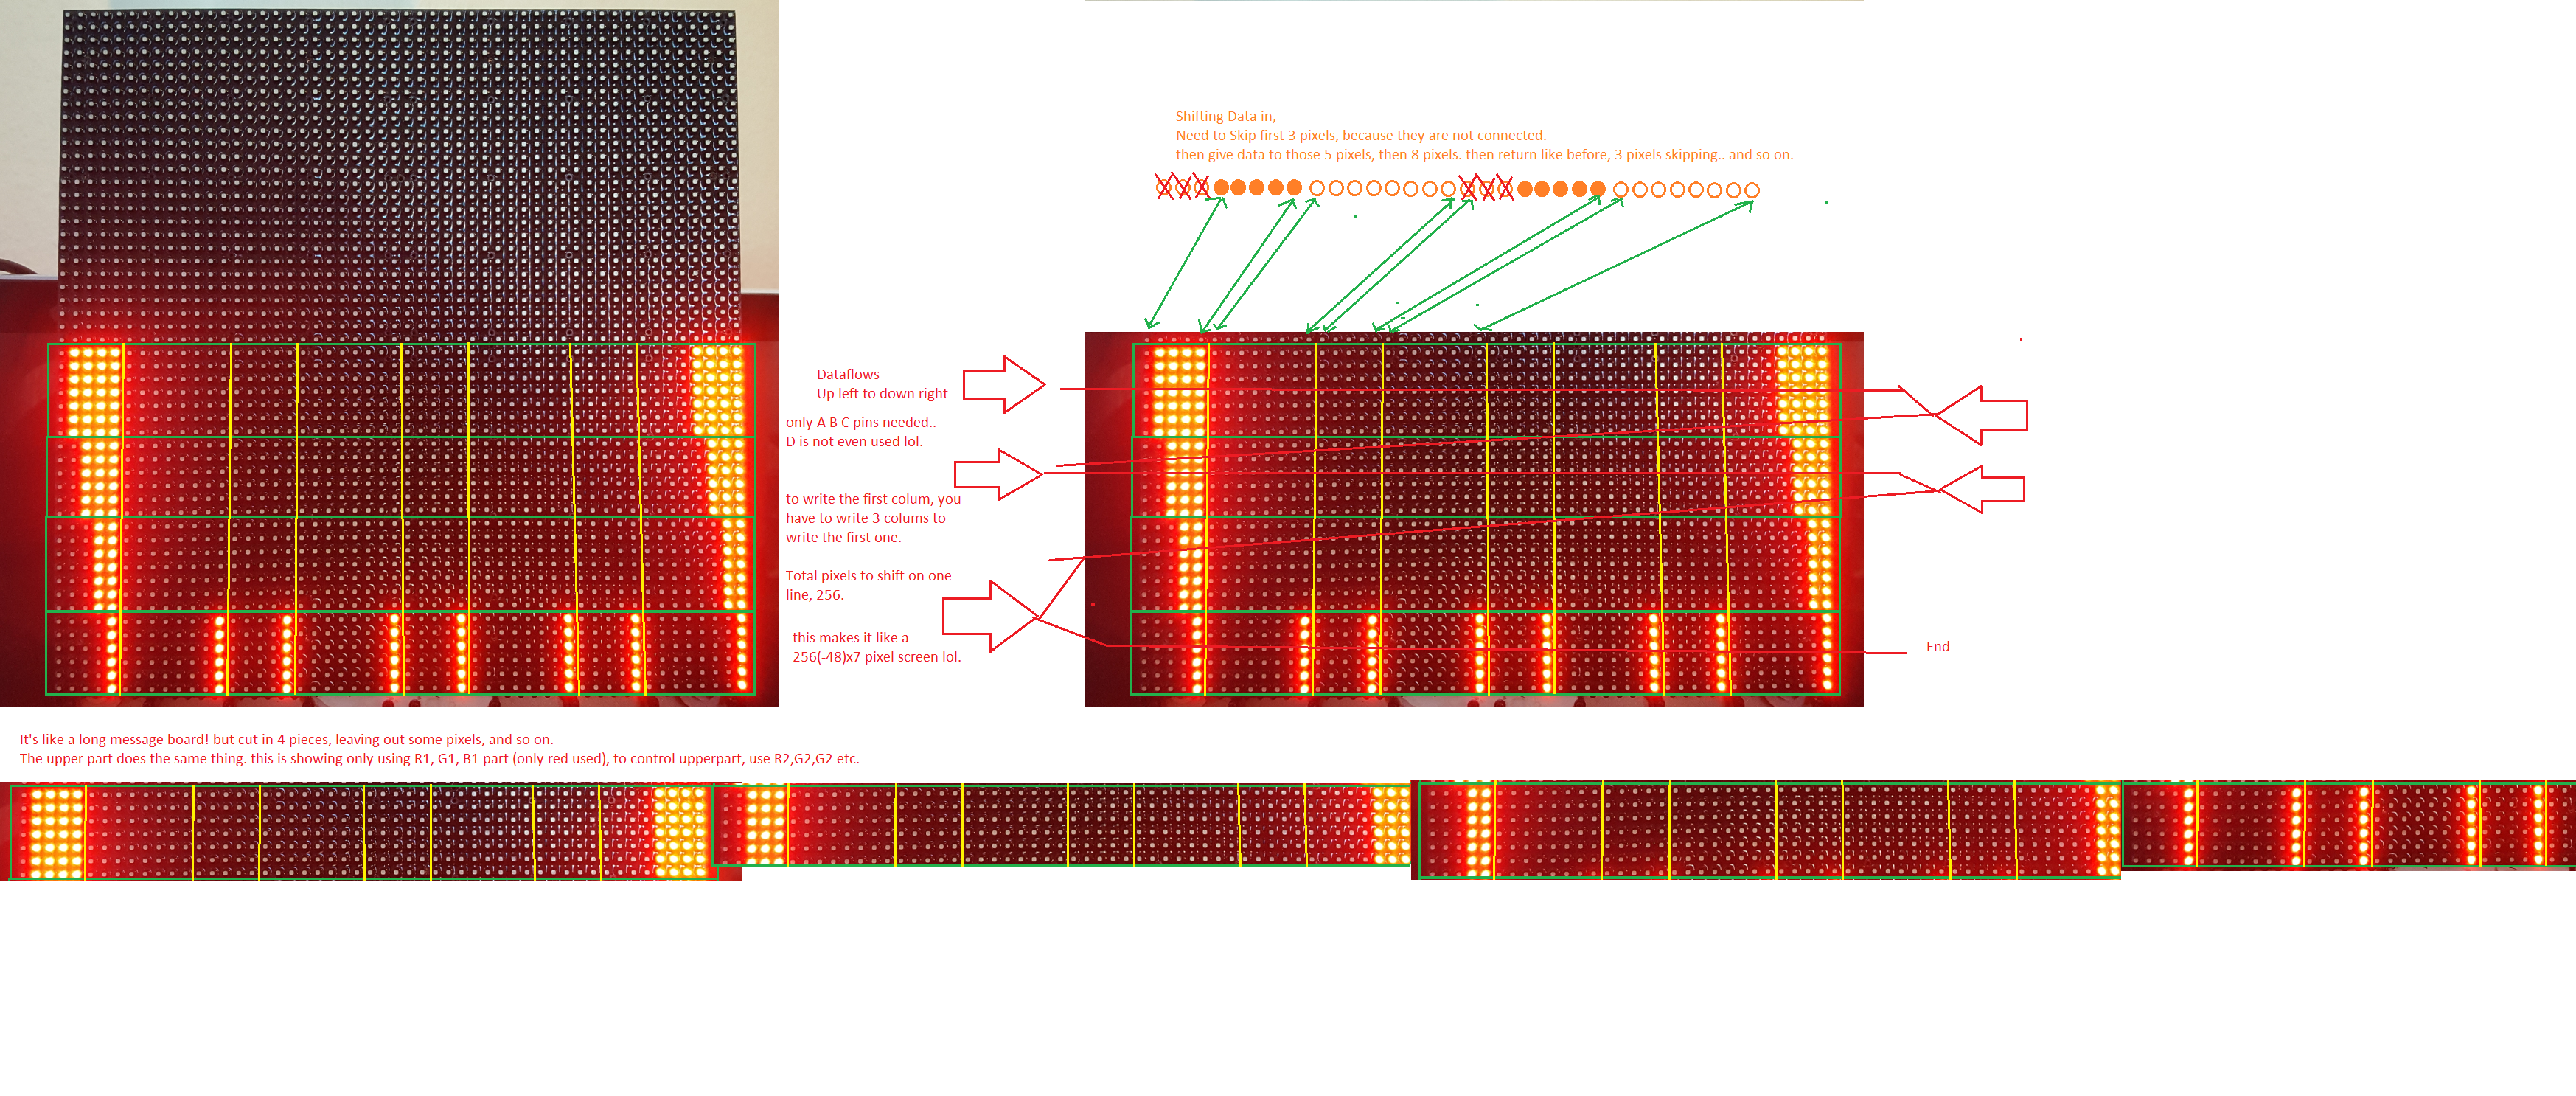 Shifting Data in,
Need to Skip first 3 pixels, because they are not connected.
then give data to those 5 pixels, then 8 pixels. then return like before, 3 pixels skipping.. and so on.
Dataflows
Up left to down right
only A B C pins needed..
D is not even used lol.
to write the first colum, you
have to write 3 colums to
write the first one.
Total pixels to shift on one
line, 256.
this makes it like a
256(-48)x7 pixel screen lol.
End
It's like a long message board! but cut in 4 pieces, leaving out some pixels, and so on.
The upper part does the same thing. this is showing only using R1, G1, B1 part (only red used), to control upperpart, use R2,G2,G2 etc.